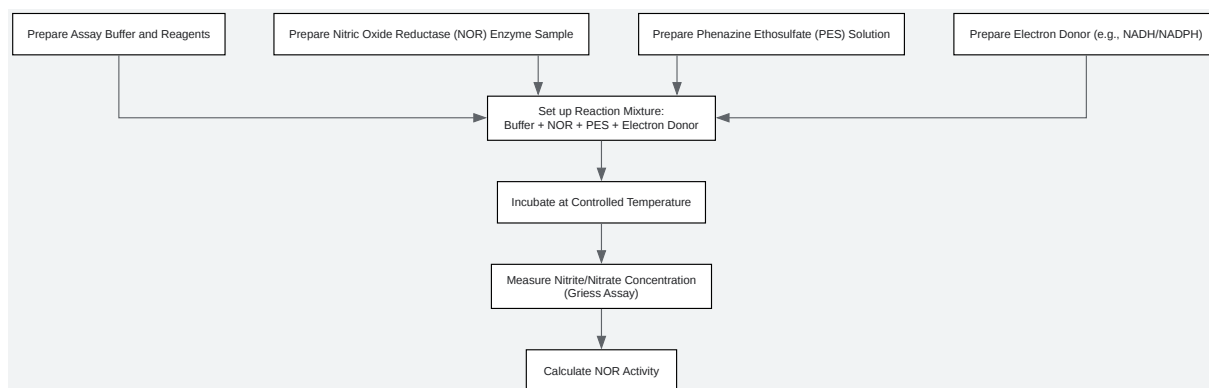 Prepare Assay Buffer and Reagents
Prepare Nitric Oxide Reductase (NOR) Enzyme Sample
Prepare Phenazine Ethosulfate (PES) Solution
Prepare Electron Donor (e.g., NADH/NADPH)
Set up Reaction Mixture:
Buffer + NOR + PES + Electron Donor
Incubate at Controlled Temperature
Measure Nitrite/Nitrate Concentration
(Griess Assay)
Calculate NOR Activity